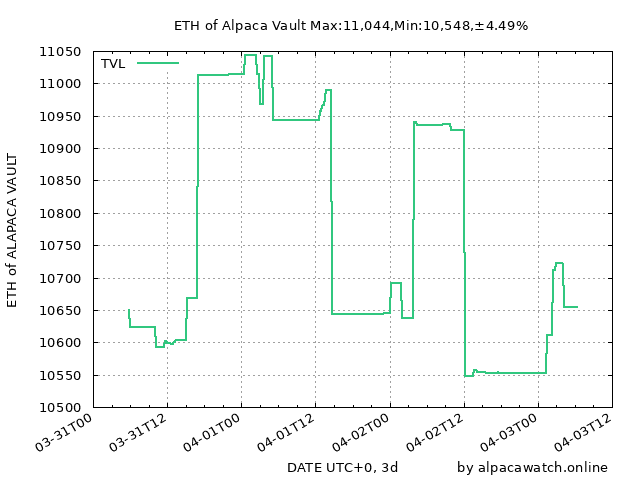 ETH of Alpaca Vault Max:11,044,Min:10,548,±4.49%
TVL
11050
11000
10950
10900
10850
10800
10750
10700
10650
10600
10550
10500
ETH of ALAPACA VAULT
03-31T00
03-31T12
04-01T00
04-01T12
04-02T00
04-02T12
04-03T00
04-03T12
DATE UTC+0, 3d
by alpacawatch.online